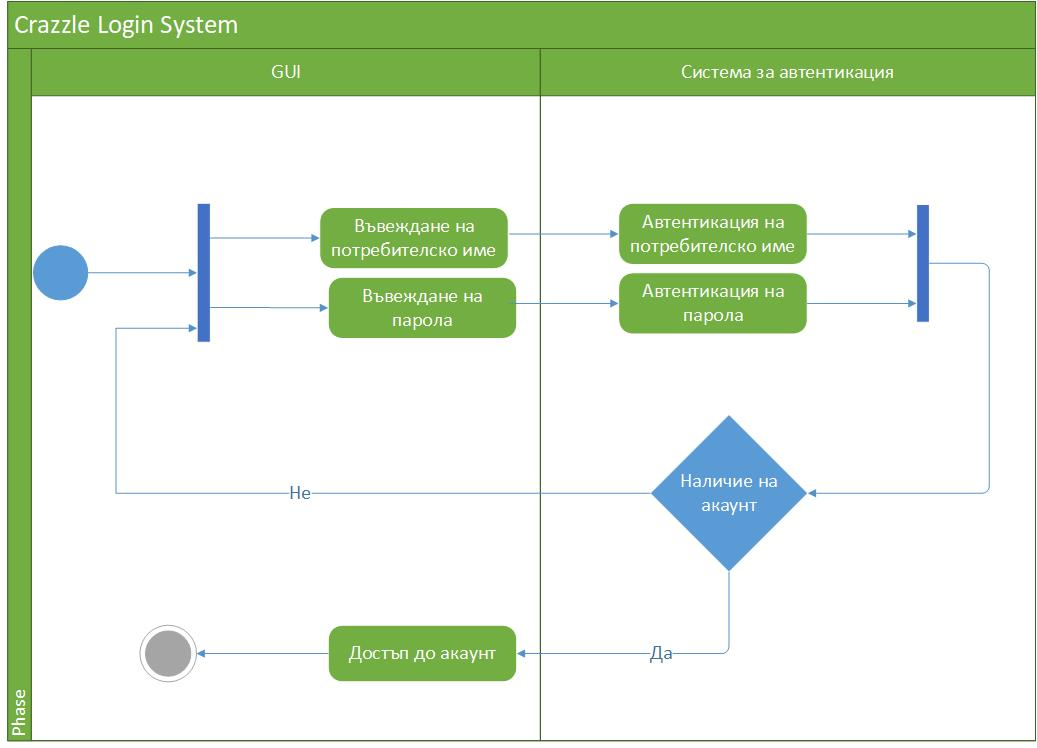 Crazzle Login System
GUI
Система за автентикация
Въвеждане на
потребителско име
Автентикация на
потребителско име
Въвеждане на
парола
Автентикация на
парола
Наличие на
акаунт
Не
Достъп до акаунт
Да
Phase